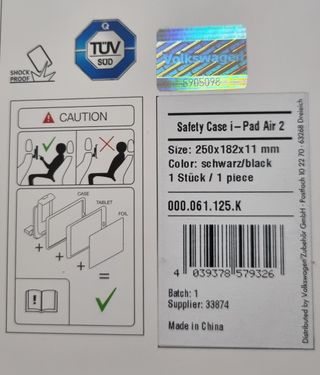 SHOCK
PROOF
Q
TÜV
SÜD
Volkswagen
5905098
CAUTION
CASE
TABLET
FOIL
Safety Case i-Pad Air 2
Size: 250x182x11 mm
Color: schwarz/black
1 Stück / 1 piece
000.061.125.K
4 039378 579326
Batch: 1
Supplier: 33874
Made in China
Distributed by Volkswagen Zubehör GmbH · Postfach 10 22 70 · 63268 Dreieich